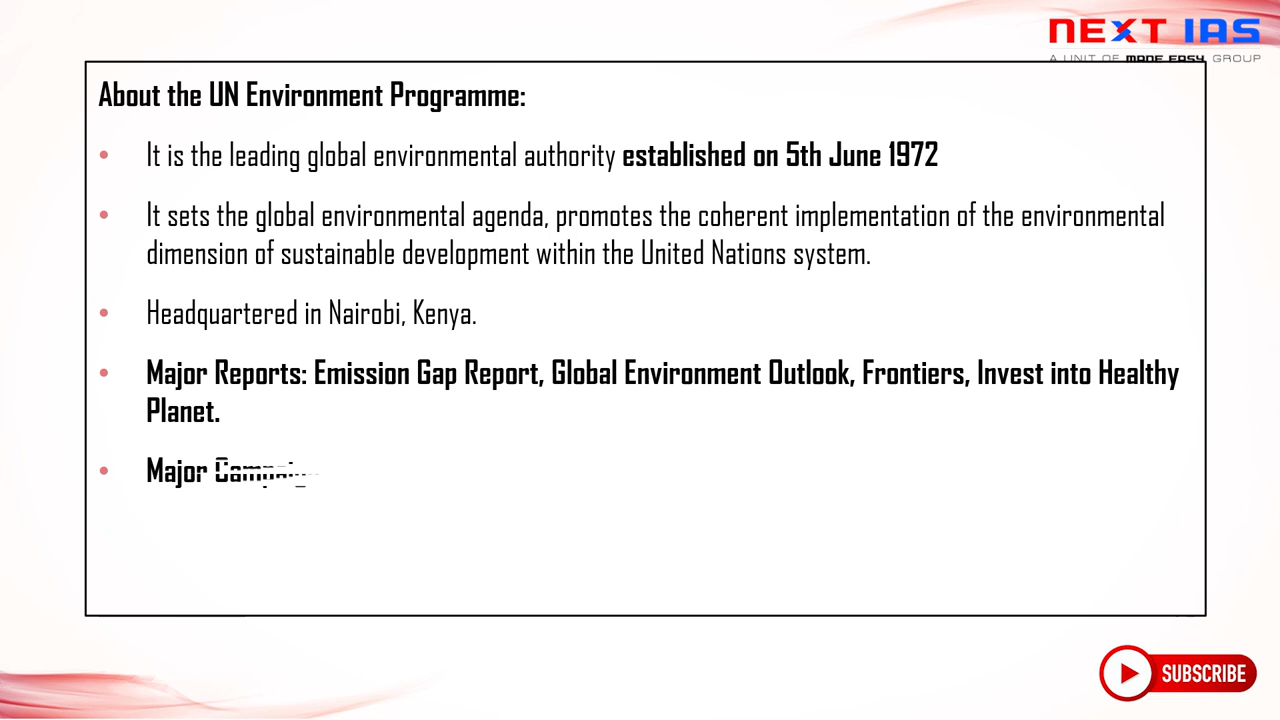 NEXT IAS
A UNIT OF MADE EASY GROUP
About the UN Environment Programme:
• It is the leading global environmental authority established on 5th June 1972
• It sets the global environmental agenda, promotes the coherent implementation of the environmental
dimension of sustainable development within the United Nations system.
• Headquartered in Nairobi, Kenya.
• Major Reports: Emission Gap Report, Global Environment Outlook, Frontiers, Invest into Healthy
Planet.
• Major
SUBSCRIBE